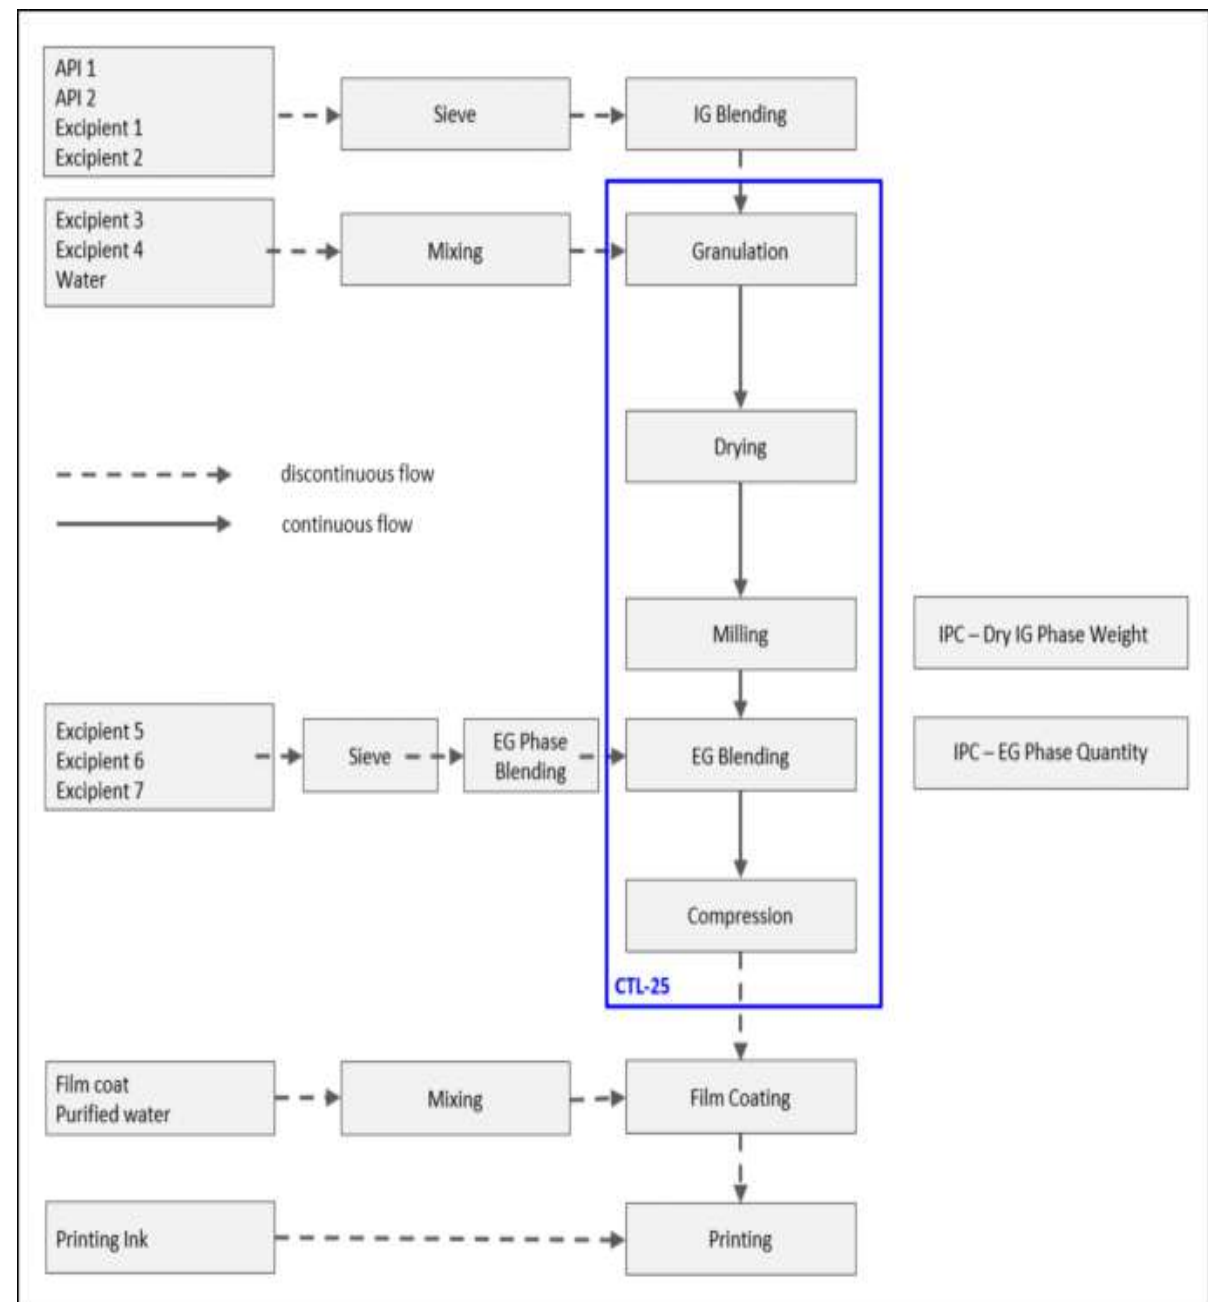 API 1
API 2
Excipient 1
Excipient 2
Sieve
IG Blending
Excipient 3
Excipient 4
Water
Mixing
Granulation
Drying
discontinuous flow
continuous flow
Milling
IPC – Dry IG Phase Weight
Excipient 5
Excipient 6
Excipient 7
Sieve
EG Phase
Blending
EG Blending
IPC – EG Phase Quantity
Compression
CTL-25
Film coat
Purified water
Mixing
Film Coating
Printing Ink
Printing